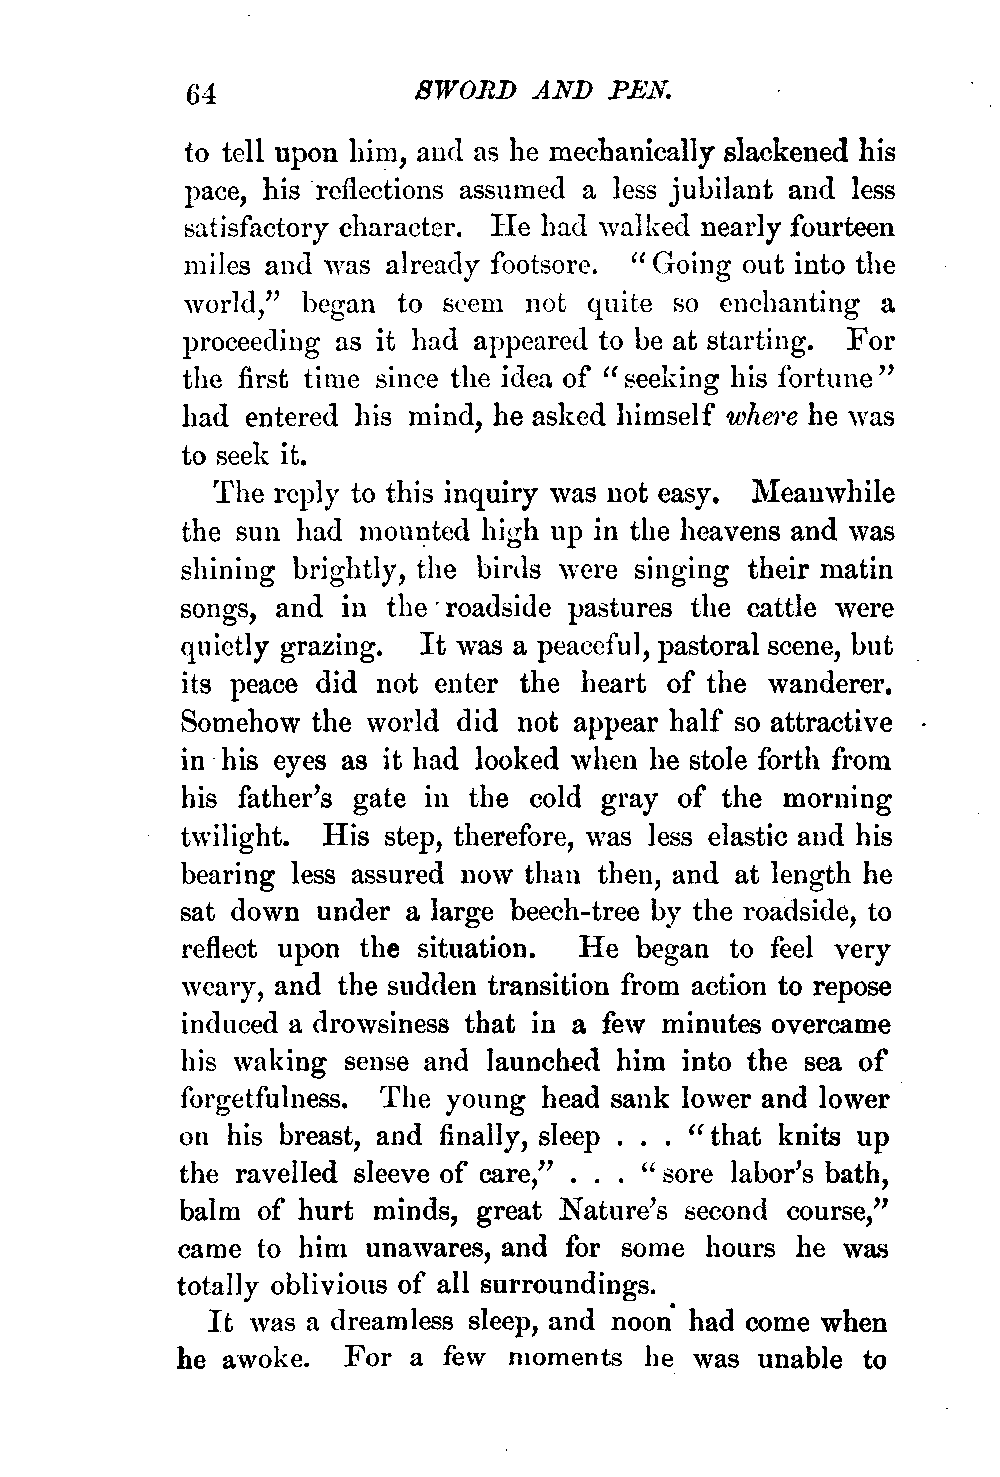 64 SWORD AND PEN.
to tell upon him, and as he mechanically slackened his
pace, his reflections assumed a less jubilant and less
satisfactory character. He had walked nearly fourteen
miles and was already footsore. “Going out into the
world,” began to seem not quite so enchanting a
proceeding as it had appeared to be at starting. For
the first time since the idea of “seeking his fortune”
had entered his mind, he asked himself where he was
to seek it.
The reply to this inquiry was not easy. Meanwhile
the sun had mounted high up in the heavens and was
shining brightly, the birds were singing their matin
songs, and in the roadside pastures the cattle were
quietly grazing. It was a peaceful, pastoral scene, but
its peace did not enter the heart of the wanderer.
Somehow the world did not appear half so attractive
in his eyes as it had looked when he stole forth from
his father’s gate in the cold gray of the morning
twilight. His step, therefore, was less elastic and his
bearing less assured now than then, and at length he
sat down under a large beech-tree by the roadside, to
reflect upon the situation. He began to feel very
weary, and the sudden transition from action to repose
induced a drowsiness that in a few minutes overcame
his waking sense and launched him into the sea of
forgetfulness. The young head sank lower and lower
on his breast, and finally, sleep . . . “that knits up
the ravelled sleeve of care,” . . . “sore labor’s bath,
balm of hurt minds, great Nature’s second course,”
came to him unawares, and for some hours he was
totally oblivious of all surroundings.
It was a dreamless sleep, and noon had come when
he awoke. For a few moments he was unable to